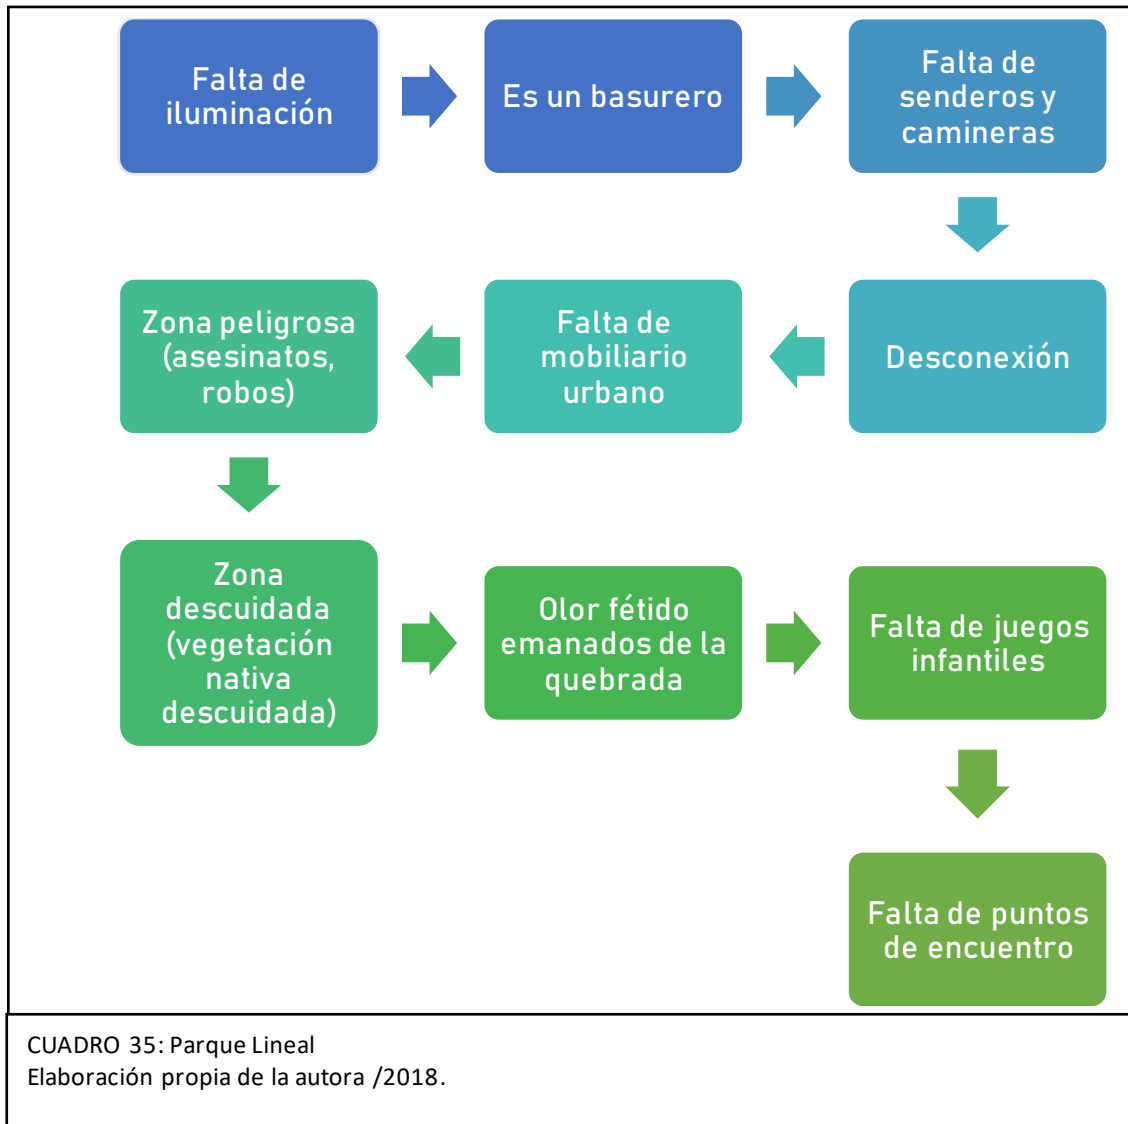 Falta de
iluminación
Es un basurero
Falta de
senderos y
camineras
Desconexión
Falta de
mobiliario
urbano
Zona peligrosa
(asesinatos,
robos)
Zona
descuidada
(vegetación
nativa
descuidada)
Olor fétido
emanados de la
quebrada
Falta de juegos
infantiles
Falta de puntos
de encuentro
CUADRO 35: Parque Lineal
Elaboración propia de la autora /2018.